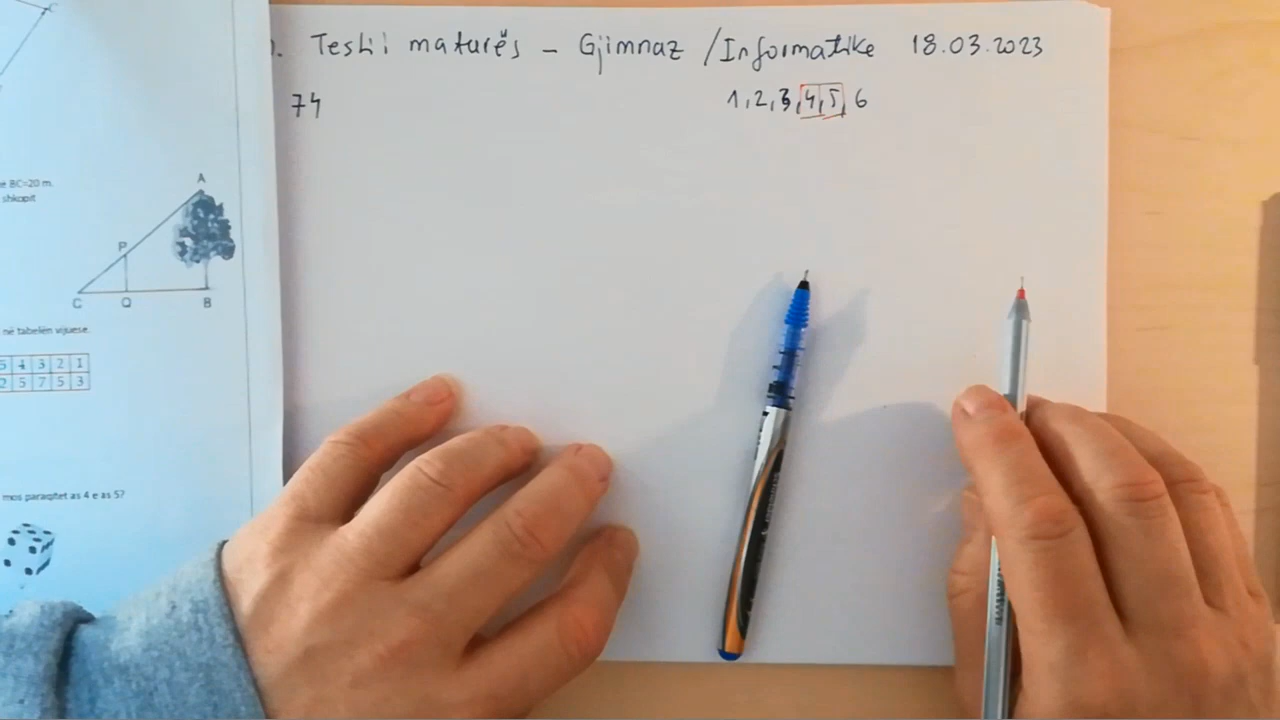 . Testi i maturës - Gjimnaz / Informatikë 18.03.2023
74
1, 2, 3, 4, 5, 6
C
BC=20 m.
shkopit
A
P
C Q B
në tabelën vijuese.
5 4 3 2 1
2 5 7 5 3
mos paraqitet as 4 e as 5?